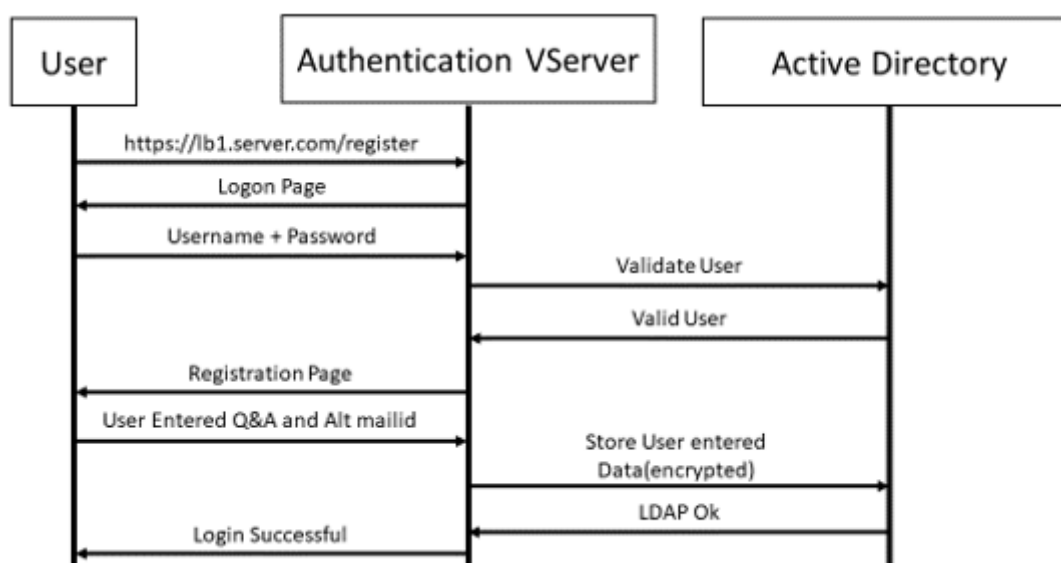 User
Authentication VServer
Active Directory
https://lb1.server.com/register
Logon Page
Username + Password
Validate User
Valid User
Registration Page
User Entered Q&A and Alt mailid
Store User entered
Data(encrypted)
LDAP Ok
Login Successful